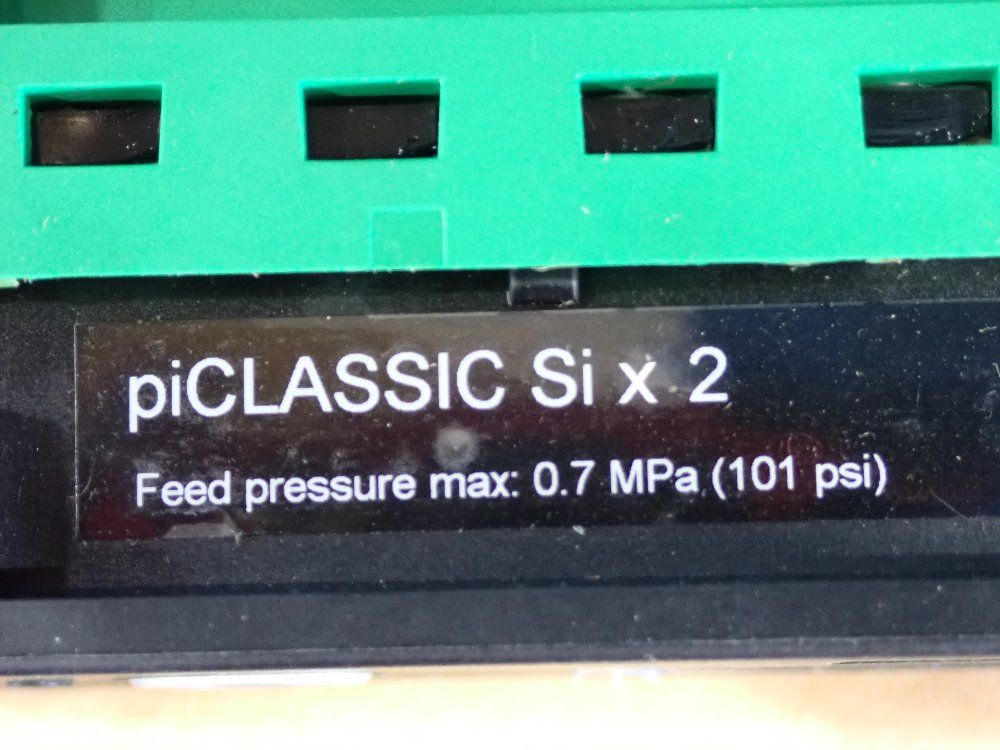 piCLASSIC Si x 2
Feed pressure max: 0.7 MPa (101 psi)